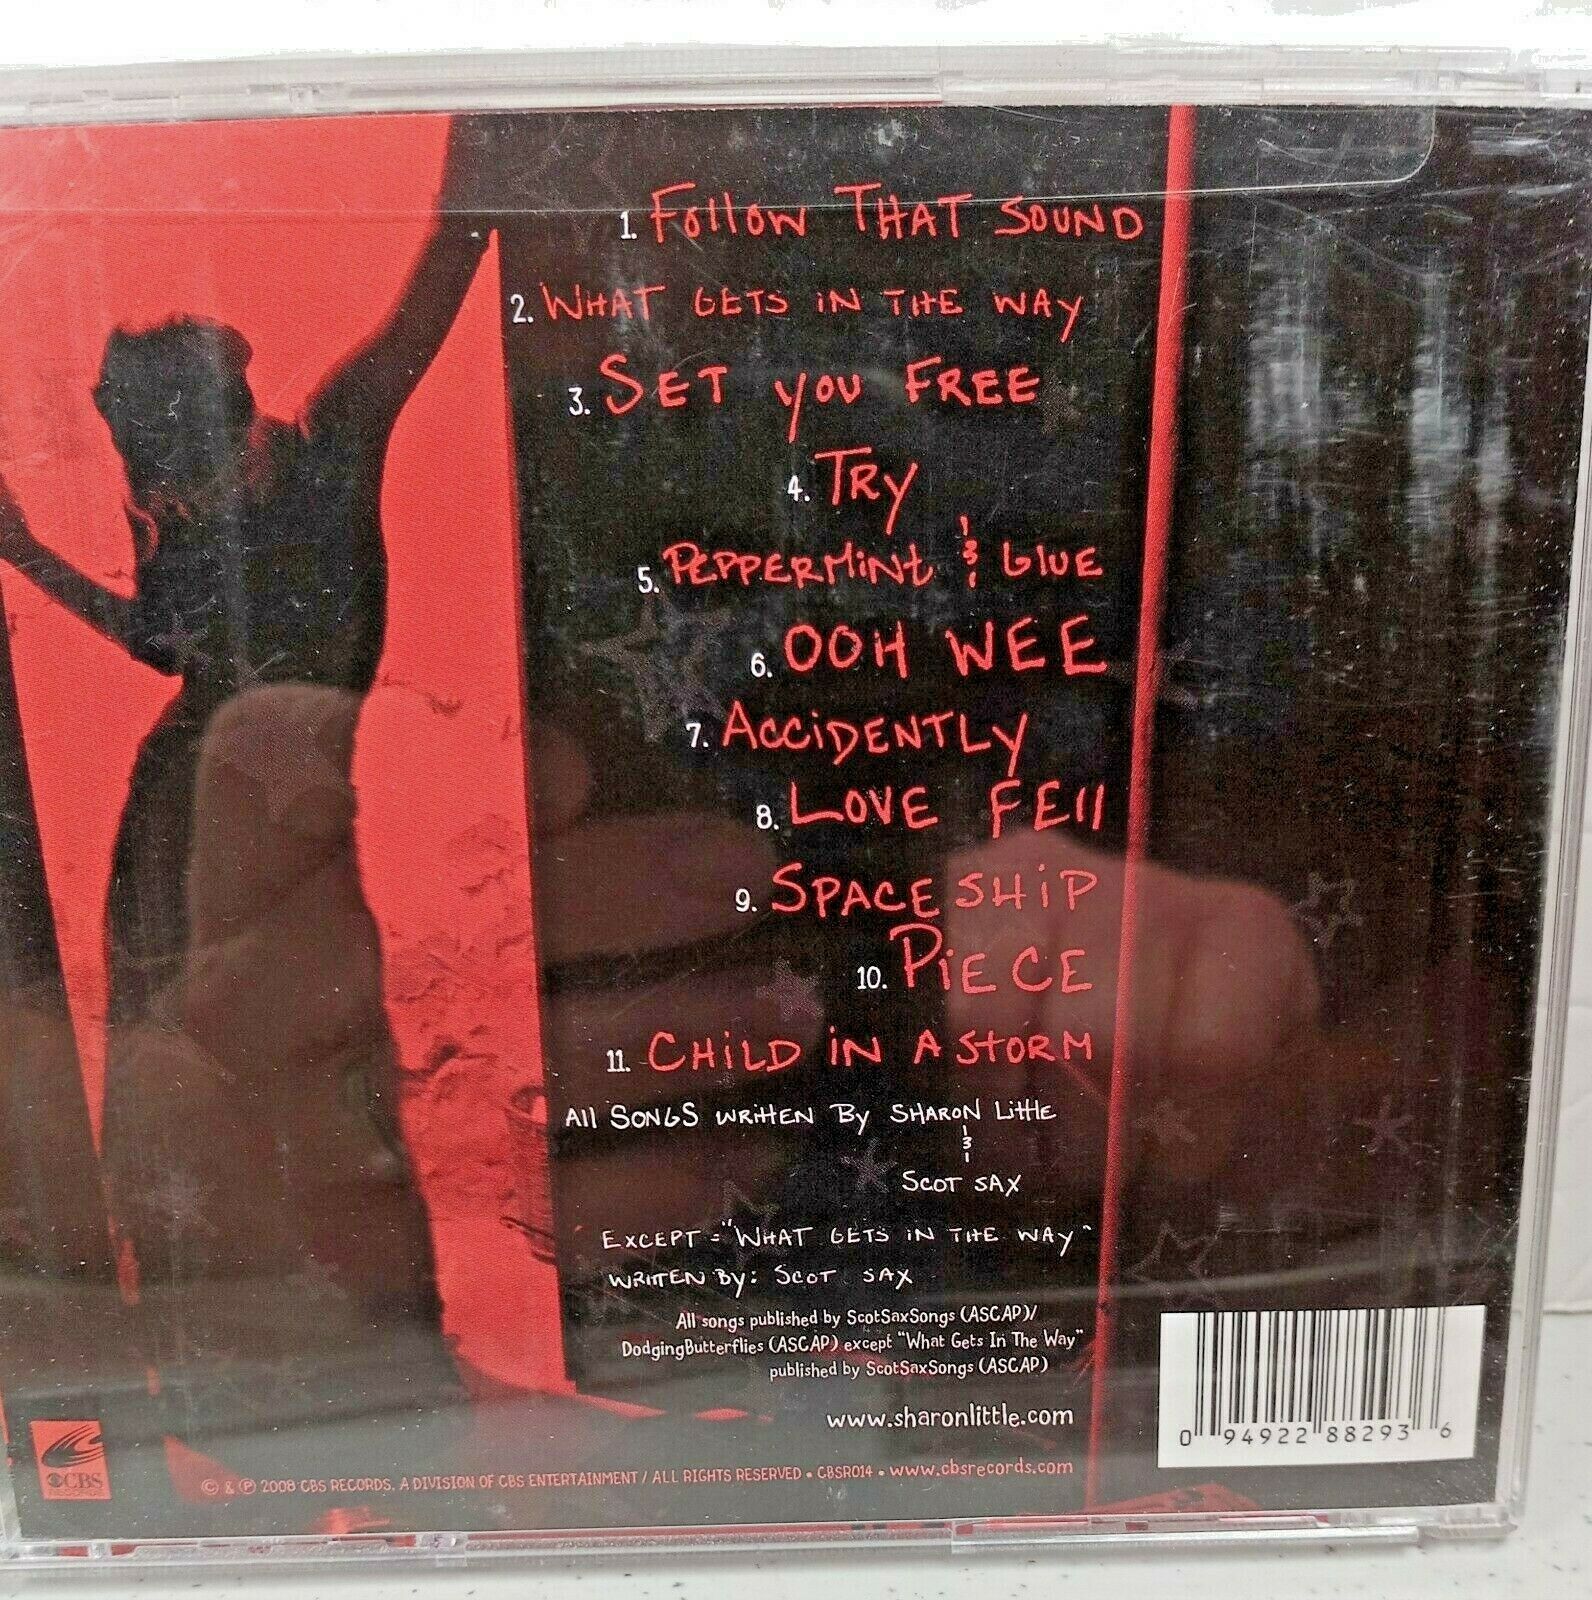 1. Follow THAT SOUND
2. WHAT GETS iN THE WAY
3. SET you FREE
4. TRy
5. PEPPERMiNt & GlUE
6. OOH WEE
7. ACCiDENTLy
8. LOVE FEll
9. SPACESHiP
10. PiECE
11. CHiLD iN A StORM
All SONGS WRittEN By SHARON Little
&
SCOT SAX
EXCEPT = "WHAT GETS iN THE WAy"
WRittEN By: SCOT SAX
All songs published by ScotSaxSongs (ASCAP)/
DodgingButterflies (ASCAP) except "What Gets In The Way"
published by ScotSaxSongs (ASCAP)
www.sharonlittle.com
0 94922 88293 6
CBS
© & ℗ 2008 CBS RECORDS, A DIVISION OF CBS ENTERTAINMENT / ALL RIGHTS RESERVED • CBSR014 • www.cbsrecords.com